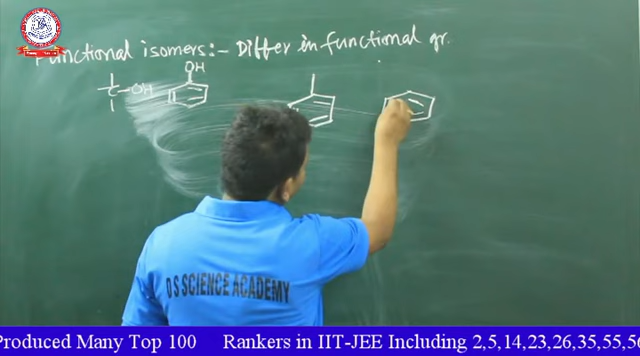 Functional isomers:- Differ in functional gr.
OH
C-OH
O S SCIENCE ACADEMY
Produced Many Top 100 Rankers in IIT-JEE Including 2,5,14,23,26,35,55,5